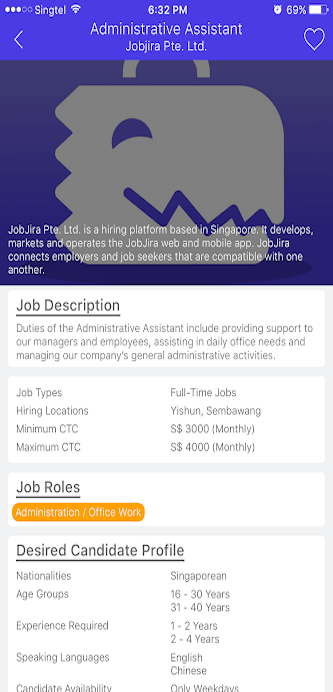 Singtel 6:32 PM 69%
Administrative Assistant
Jobjira Pte. Ltd.
JobJira Pte. Ltd. is a hiring platform based in Singapore. It develops,
markets and operates the JobJira web and mobile app. JobJira
connects employers and job seekers that are compatible with one
another.
Job Description
Duties of the Administrative Assistant include providing support to
our managers and employees, assisting in daily office needs and
managing our company's general administrative activities.
Job Types Full-Time Jobs
Hiring Locations Yishun, Sembawang
Minimum CTC S$ 3000 (Monthly)
Maximum CTC S$ 4000 (Monthly)
Job Roles
Administration / Office Work
Desired Candidate Profile
Nationalities Singaporean
Age Groups 16 - 30 Years
31 - 40 Years
Experience Required 1 - 2 Years
2 - 4 Years
Speaking Languages English
Chinese
Candidate Availability Only Weekdays